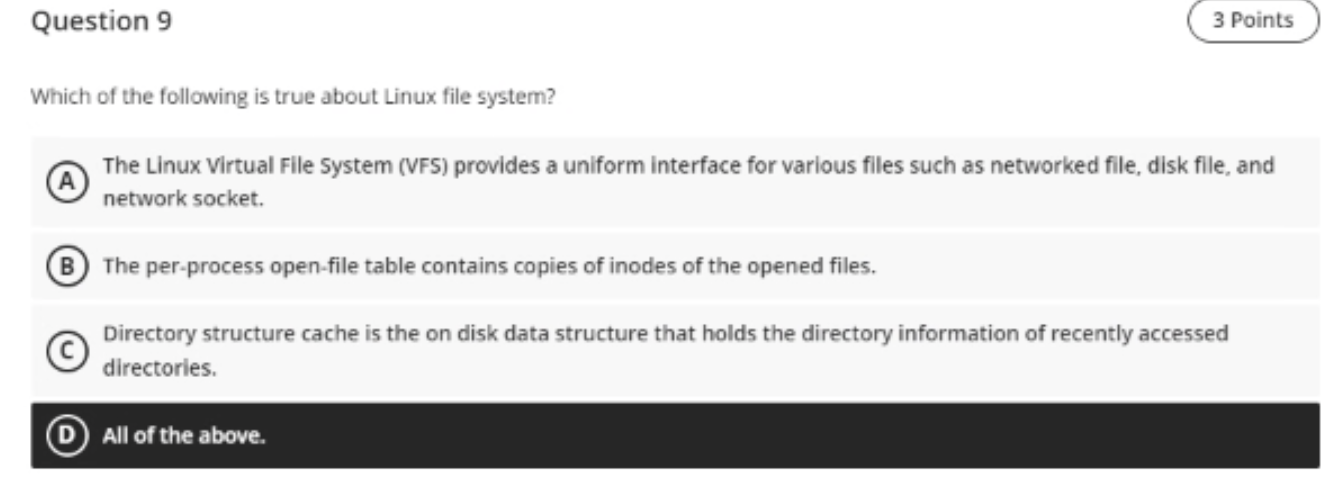 Question 9
3 Points
Which of the following is true about Linux file system?
A
The Linux Virtual File System (VFS) provides a uniform interface for various files such as networked file, disk file, and
network socket.
B
The per-process open-file table contains copies of inodes of the opened files.
C
Directory structure cache is the on disk data structure that holds the directory information of recently accessed
directories.
D
All of the above.